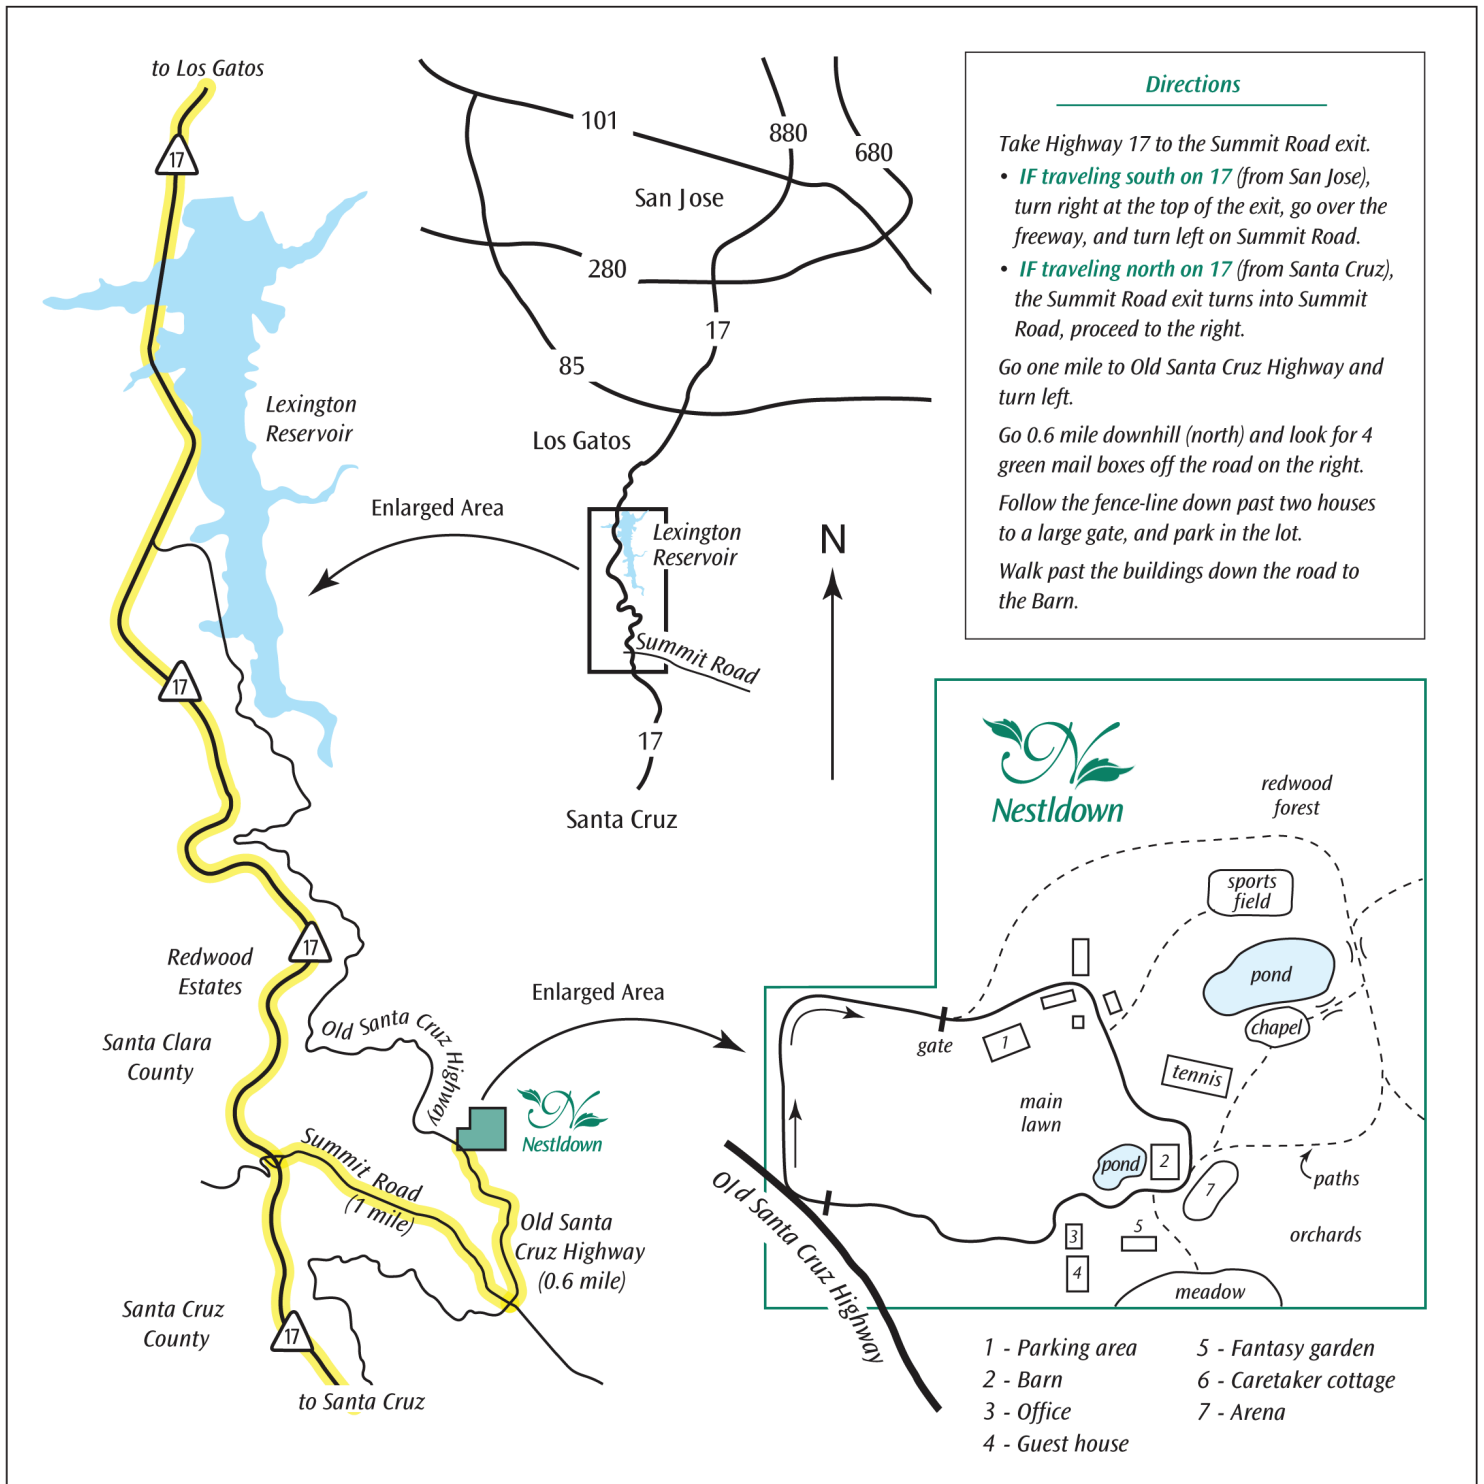 to Los Gatos
17
Lexington
Reservoir
17
17
Redwood
Estates
Santa Clara
County
Old Santa Cruz Highway
Nestldown
Summit Road
(1 mile)
Old Santa
Cruz Highway
(0.6 mile)
Santa Cruz
County
17
to Santa Cruz
101
880
680
San Jose
280
17
85
Los Gatos
Enlarged Area
Lexington
Reservoir
Summit Road
17
Santa Cruz
N
Enlarged Area
Directions
Take Highway 17 to the Summit Road exit.
• IF traveling south on 17 (from San Jose),
turn right at the top of the exit, go over the
freeway, and turn left on Summit Road.
• IF traveling north on 17 (from Santa Cruz),
the Summit Road exit turns into Summit
Road, proceed to the right.
Go one mile to Old Santa Cruz Highway and
turn left.
Go 0.6 mile downhill (north) and look for 4
green mail boxes off the road on the right.
Follow the fence-line down past two houses
to a large gate, and park in the lot.
Walk past the buildings down the road to
the Barn.
N
Nestldown
redwood
forest
sports
field
pond
chapel
gate
1
tennis
main
lawn
pond
2
7
paths
3
5
4
orchards
meadow
Old Santa Cruz Highway
1 - Parking area
2 - Barn
3 - Office
4 - Guest house
5 - Fantasy garden
6 - Caretaker cottage
7 - Arena